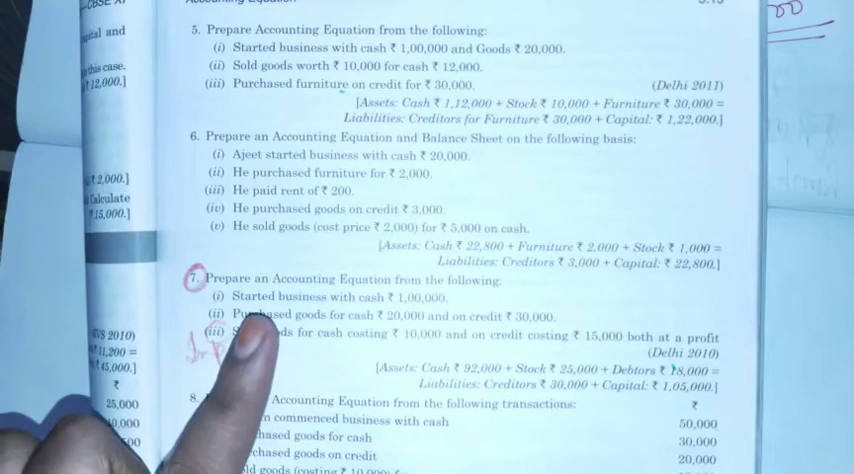 CBSE XI
Accounting Equation
5. Prepare Accounting Equation from the following:
(i) Started business with cash ₹ 1,00,000 and Goods ₹ 20,000.
(ii) Sold goods worth ₹ 10,000 for cash ₹ 12,000.
(iii) Purchased furniture on credit for ₹ 30,000. (Delhi 2011)
[Assets: Cash ₹ 1,12,000 + Stock ₹ 10,000 + Furniture ₹ 30,000 =
Liabilities: Creditors for Furniture ₹ 30,000 + Capital: ₹ 1,22,000.]
6. Prepare an Accounting Equation and Balance Sheet on the following basis:
(i) Ajeet started business with cash ₹ 20,000.
(ii) He purchased furniture for ₹ 2,000.
(iii) He paid rent of ₹ 200.
(iv) He purchased goods on credit ₹ 3,000.
(v) He sold goods (cost price ₹ 2,000) for ₹ 5,000 on cash.
[Assets: Cash ₹ 22,800 + Furniture ₹ 2,000 + Stock ₹ 1,000 =
Liabilities: Creditors ₹ 3,000 + Capital: ₹ 22,800.]
7. Prepare an Accounting Equation from the following:
(i) Started business with cash ₹ 1,00,000.
(ii) Purchased goods for cash ₹ 20,000 and on credit ₹ 30,000.
(iii) for cash costing ₹ 10,000 and on credit costing ₹ 15,000 both at a profit
(Delhi 2010)
[Assets: Cash ₹ 92,000 + Stock ₹ 25,000 + Debtors ₹ 18,000 =
Liabilities: Creditors ₹ 30,000 + Capital: ₹ 1,05,000.]
8. Accounting Equation from the following transactions: ₹
commenced business with cash 50,000
goods for cash 30,000
goods on credit 20,000
goods (costing ₹ 10,000)
and
this case.
₹ 12,000.]
₹ 2,000.]
Calculate
₹ 15,000.]
2010)
₹ 11,200 =
₹ 45,000.]
₹
25,000